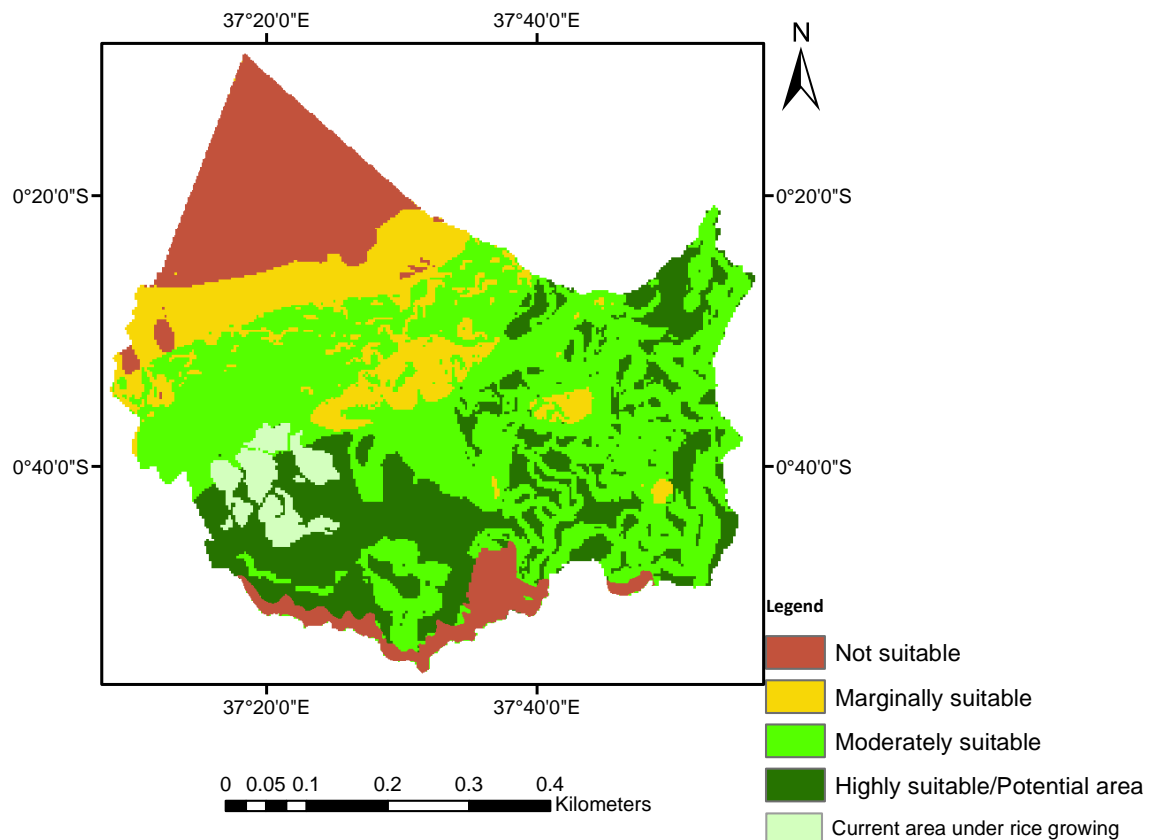 37°20'0"E 37°40'0"E
N
0°20'0"S 0°20'0"S
0°40'0"S 0°40'0"S
Legend
Not suitable
37°20'0"E 37°40'0"E
Marginally suitable
Moderately suitable
Highly suitable/Potential area
0 0.05 0.1 0.2 0.3 0.4
Kilometers
Current area under rice growing